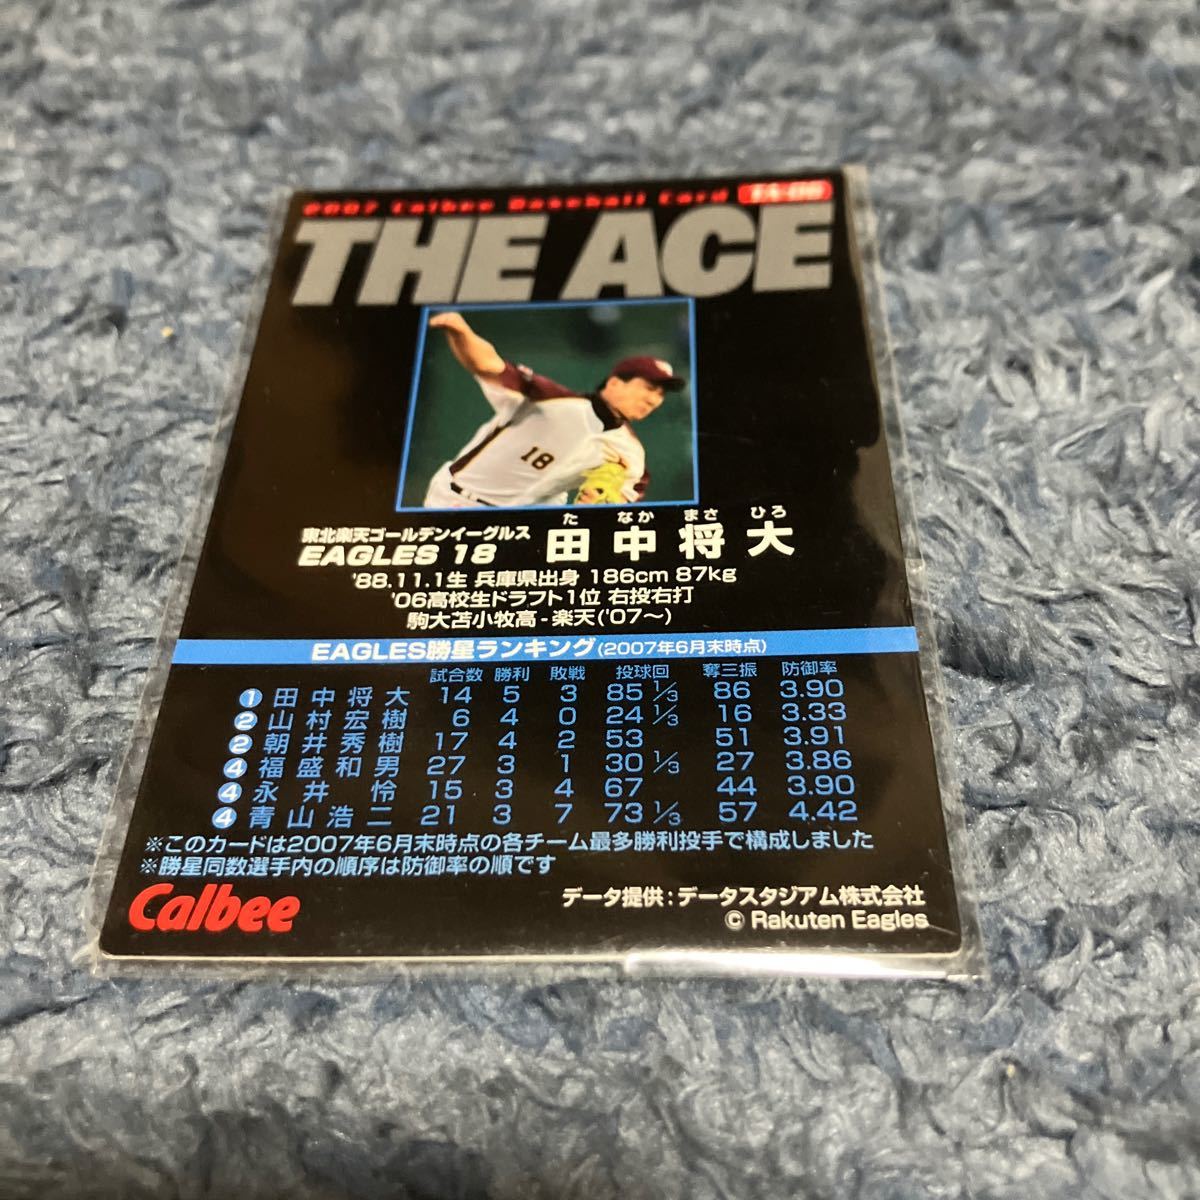 2007 Calbee Baseball Card
THE ACE
18
東北楽天ゴールデンイーグルス
EAGLES 18
た なか まさ ひろ
田中将大
'88.11.1生 兵庫県出身 186cm 87kg
'06高校生ドラフト1位 右投右打
駒大苫小牧高-楽天('07〜)
EAGLES勝星ランキング(2007年6月末時点)
試合数 勝利 敗戦 投球回 奪三振 防御率
1 田中将大 14 5 3 85 1/3 86 3.90
2 山村宏樹 6 4 0 24 1/3 16 3.33
2 朝井秀樹 17 4 2 53 51 3.91
4 福盛和男 27 3 1 30 1/3 27 3.86
4 永井怜 15 3 4 67 44 3.90
4 青山浩二 21 3 7 73 1/3 57 4.42
※このカードは2007年6月末時点の各チーム最多勝利投手で構成しました
※勝星同数選手内の順序は防御率の順です
Calbee
データ提供:データスタジアム株式会社
© Rakuten Eagles